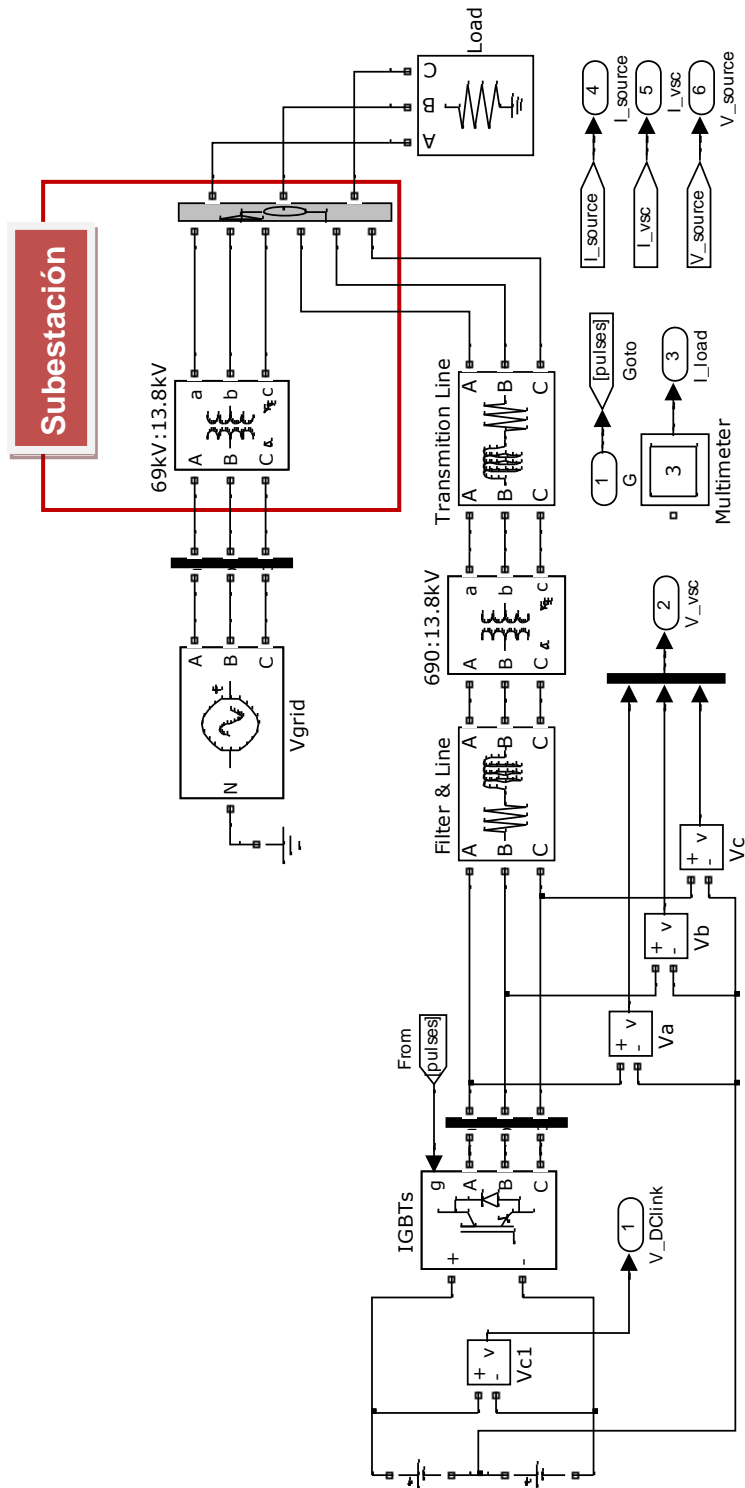 Subestación
Vgrid
N
A
B
C
69kV:13.8kV
A
B
C
a
b
c
A
B
C
Load
IGBTs
+
-
g
A
B
C
From
[pulses]
Filter & Line
A
B
C
A
B
C
690:13.8kV
A
B
C
a
b
c
Transmition Line
A
B
C
A
B
C
+
-
v
Vc1
1
V_DClink
+
-
v
Va
+
-
v
Vb
+
-
v
Vc
2
V_vsc
1
G
[pulses]
Goto
3
Multimeter
3
I_load
I_source
4
I_source
I_vsc
5
I_vsc
V_source
6
V_source